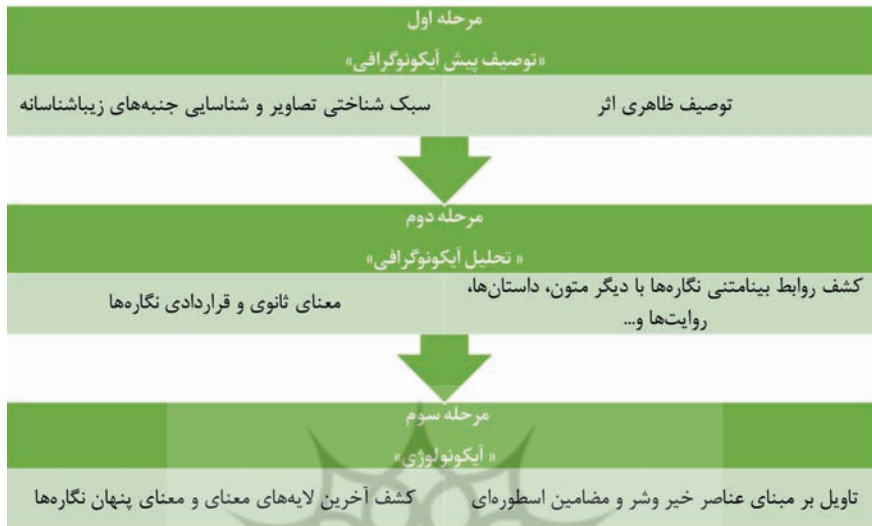 مرحله اول
«توصیف پیش آیکونوگرافی»
توصیف ظاهری اثر
سبک شناختی تصاویر و شناسایی جنبه‌های زیباشناسانه
مرحله دوم
« تحلیل آیکونوگرافی»
کشف روابط بینامتنی نگاره‌ها با دیگر متون، داستان‌ها،
روایت‌ها و...
معنای ثانوی و قراردادی نگاره‌ها
مرحله سوم
« آیکونولوژی»
تاویل بر مبنای عناصر خیر وشر و مضامین اسطوره‌ای
کشف آخرین لایه‌های معنای و معنای پنهان نگاره‌ها